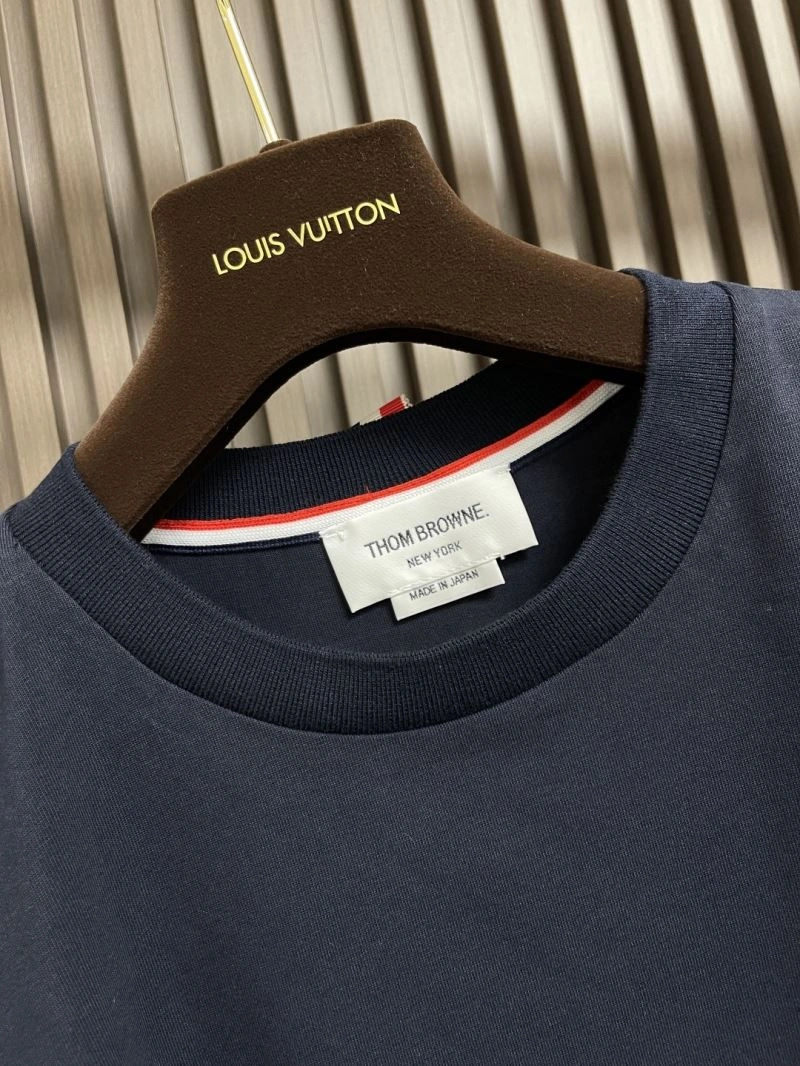 LOUIS VUITTON
THOM BROWNE.
NEW YORK
MADE IN JAPAN